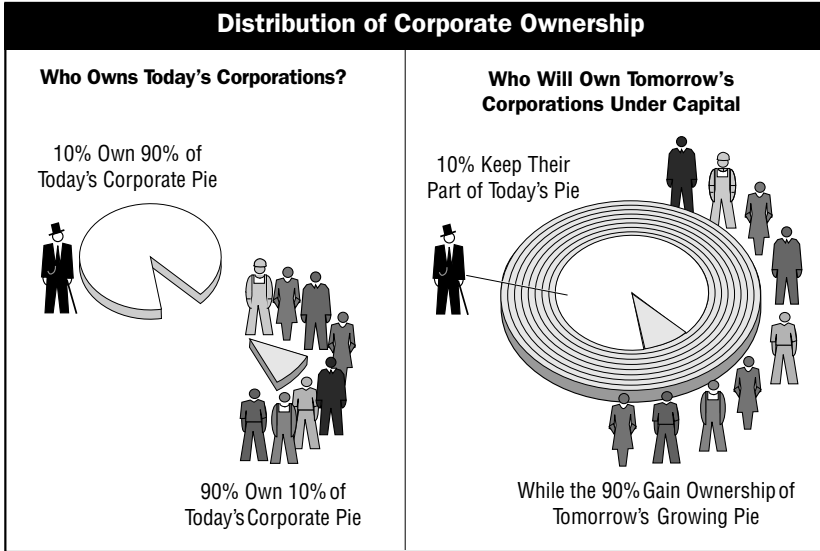 Distribution of Corporate Ownership
Who Owns Today's Corporations?
10% Own 90% of
Today's Corporate Pie
90% Own 10% of
Today's Corporate Pie
Who Will Own Tomorrow's
Corporations Under Capital
10% Keep Their
Part of Today's Pie
While the 90% Gain Ownership of
Tomorrow's Growing Pie